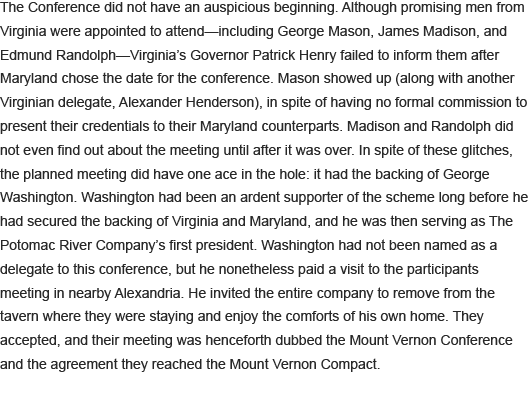 The Conference did not have an auspicious beginning. Although promising men from
Virginia were appointed to attend—including George Mason, James Madison, and
Edmund Randolph—Virginia’s Governor Patrick Henry failed to inform them after
Maryland chose the date for the conference. Mason showed up (along with another
Virginian delegate, Alexander Henderson), in spite of having no formal commission to
present their credentials to their Maryland counterparts. Madison and Randolph did
not even find out about the meeting until after it was over. In spite of these glitches,
the planned meeting did have one ace in the hole: it had the backing of George
Washington. Washington had been an ardent supporter of the scheme long before he
had secured the backing of Virginia and Maryland, and he was then serving as The
Potomac River Company’s first president. Washington had not been named as a
delegate to this conference, but he nonetheless paid a visit to the participants
meeting in nearby Alexandria. He invited the entire company to remove from the
tavern where they were staying and enjoy the comforts of his own home. They
accepted, and their meeting was henceforth dubbed the Mount Vernon Conference
and the agreement they reached the Mount Vernon Compact.